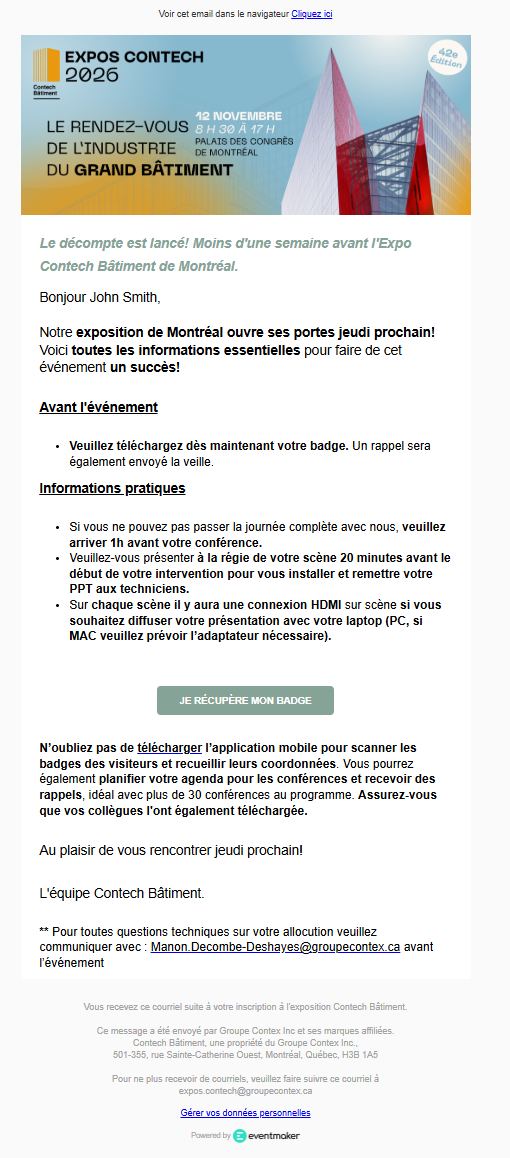 Voir cet email dans le navigateur Cliquez ici
EXPOS CONTECH
2026
42e
Édition
Contech
Bâtiment
12 NOVEMBRE
8 H 30 À 17 H
PALAIS DES CONGRÈS
DE MONTRÉAL
LE RENDEZ-VOUS
DE L'INDUSTRIE
DU GRAND BÂTIMENT
Le décompte est lancé! Moins d'une semaine avant l'Expo
Contech Bâtiment de Montréal.
Bonjour John Smith,
Notre exposition de Montréal ouvre ses portes jeudi prochain!
Voici toutes les informations essentielles pour faire de cet
événement un succès!
Avant l'événement
• Veuillez téléchargez dès maintenant votre badge. Un rappel sera
également envoyé la veille.
Informations pratiques
• Si vous ne pouvez pas passer la journée complète avec nous, veuillez
arriver 1h avant votre conférence.
• Veuillez-vous présenter à la régie de votre scène 20 minutes avant le
début de votre intervention pour vous installer et remettre votre
PPT aux techniciens.
• Sur chaque scène il y aura une connexion HDMI sur scène si vous
souhaitez diffuser votre présentation avec votre laptop (PC, si
MAC veuillez prévoir l'adaptateur nécessaire).
JE RÉCUPÈRE MON BADGE
N'oubliez pas de télécharger l'application mobile pour scanner les
badges des visiteurs et recueillir leurs coordonnées. Vous pourrez
également planifier votre agenda pour les conférences et recevoir des
rappels, idéal avec plus de 30 conférences au programme. Assurez-vous
que vos collègues l'ont également téléchargée.
Au plaisir de vous rencontrer jeudi prochain!
L'équipe Contech Bâtiment.
** Pour toutes questions techniques sur votre allocution veuillez
communiquer avec : Manon.Decombe-Deshayes@groupecontex.ca avant
l'événement
Vous recevez ce courriel suite à votre inscription à l'exposition Contech Bâtiment.
Ce message a été envoyé par Groupe Contex Inc et ses marques affiliées.
Contech Bâtiment, une propriété du Groupe Contex Inc.,
501-355, rue Sainte-Catherine Ouest, Montréal, Québec, H3B 1A5
Pour ne plus recevoir de courriels, veuillez faire suivre ce courriel à
expos.contech@groupecontex.ca
Gérer vos données personnelles
Powered by eventmaker